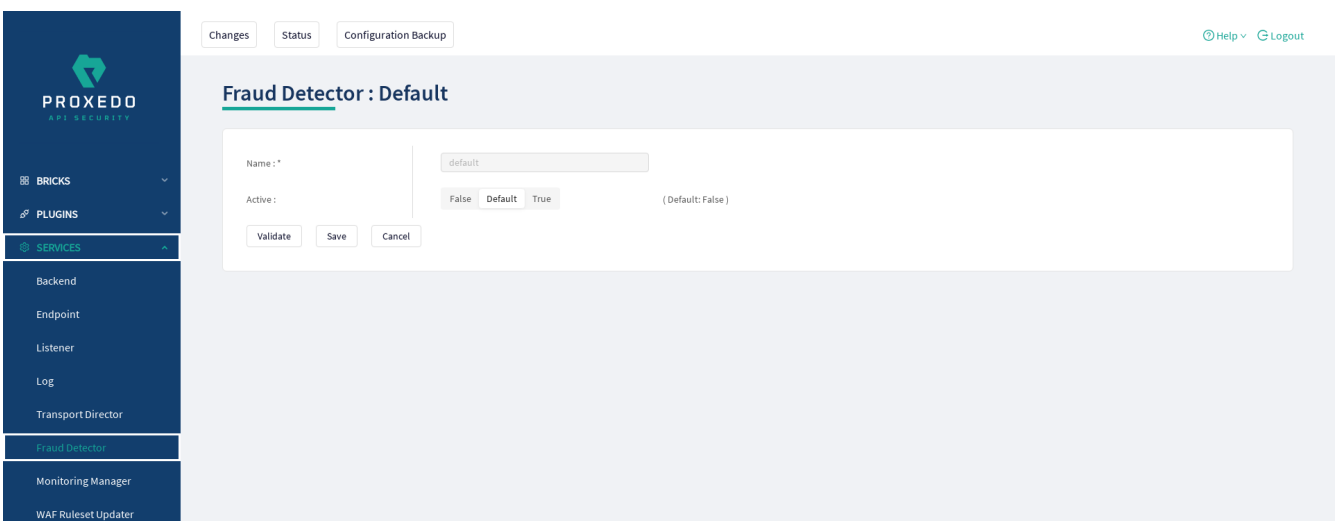 Changes Status Configuration Backup Help Logout
PROXEDO
API SECURITY
Fraud Detector : Default
Name : * default
Active : False Default True ( Default: False )
Validate Save Cancel
BRICKS
PLUGINS
SERVICES
Backend
Endpoint
Listener
Log
Transport Director
Fraud Detector
Monitoring Manager
WAF Ruleset Updater